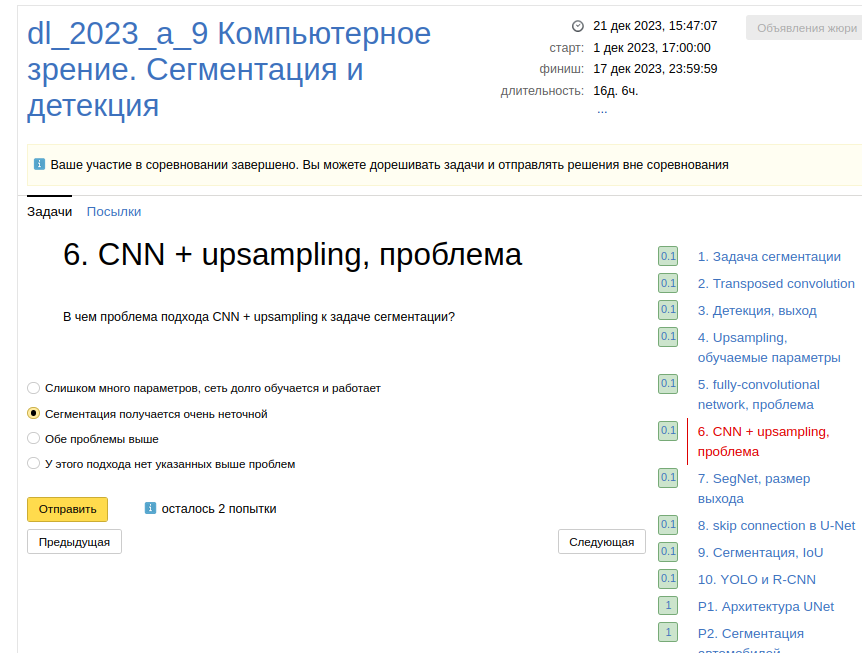 dl_2023_a_9 Компьютерное
зрение. Сегментация и
детекция
21 дек 2023, 15:47:07
старт: 1 дек 2023, 17:00:00
финиш: 17 дек 2023, 23:59:59
длительность: 16д. 6ч.
...
Объявления жюри
Ваше участие в соревновании завершено. Вы можете дорешивать задачи и отправлять решения вне соревнования
Задачи Посылки
6. CNN + upsampling, проблема
В чем проблема подхода CNN + upsampling к задаче сегментации?
Слишком много параметров, сеть долго обучается и работает
Сегментация получается очень неточной
Обе проблемы выше
У этого подхода нет указанных выше проблем
Отправить
осталось 2 попытки
Предыдущая
Следующая
0.1 1. Задача сегментации
0.1 2. Transposed convolution
0.1 3. Детекция, выход
0.1 4. Upsampling,
обучаемые параметры
0.1 5. fully-convolutional
network, проблема
0.1 6. CNN + upsampling,
проблема
0.1 7. SegNet, размер
выхода
0.1 8. skip connection в U-Net
0.1 9. Сегментация, IoU
0.1 10. YOLO и R-CNN
1 P1. Архитектура UNet
1 P2. Сегментация
автомобилей